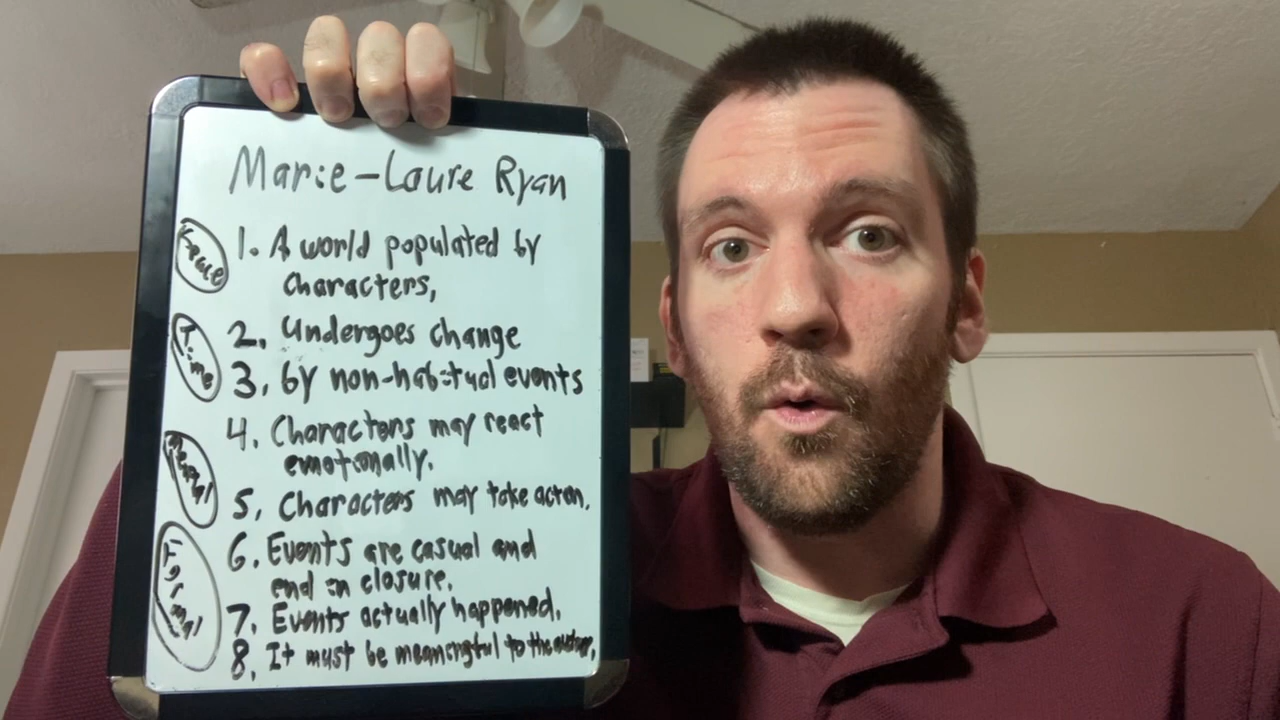 Marie-Laure Ryan
Space
1. A world populated by
characters,
Time
2. Undergoes change
3. by non-habitual events
4. Characters may react
emotionally.
Mental
5. Characters may take acton.
6. Events are casual and
end in closure.
Formal
7. Events actually happened.
8. It must be meaningful to the